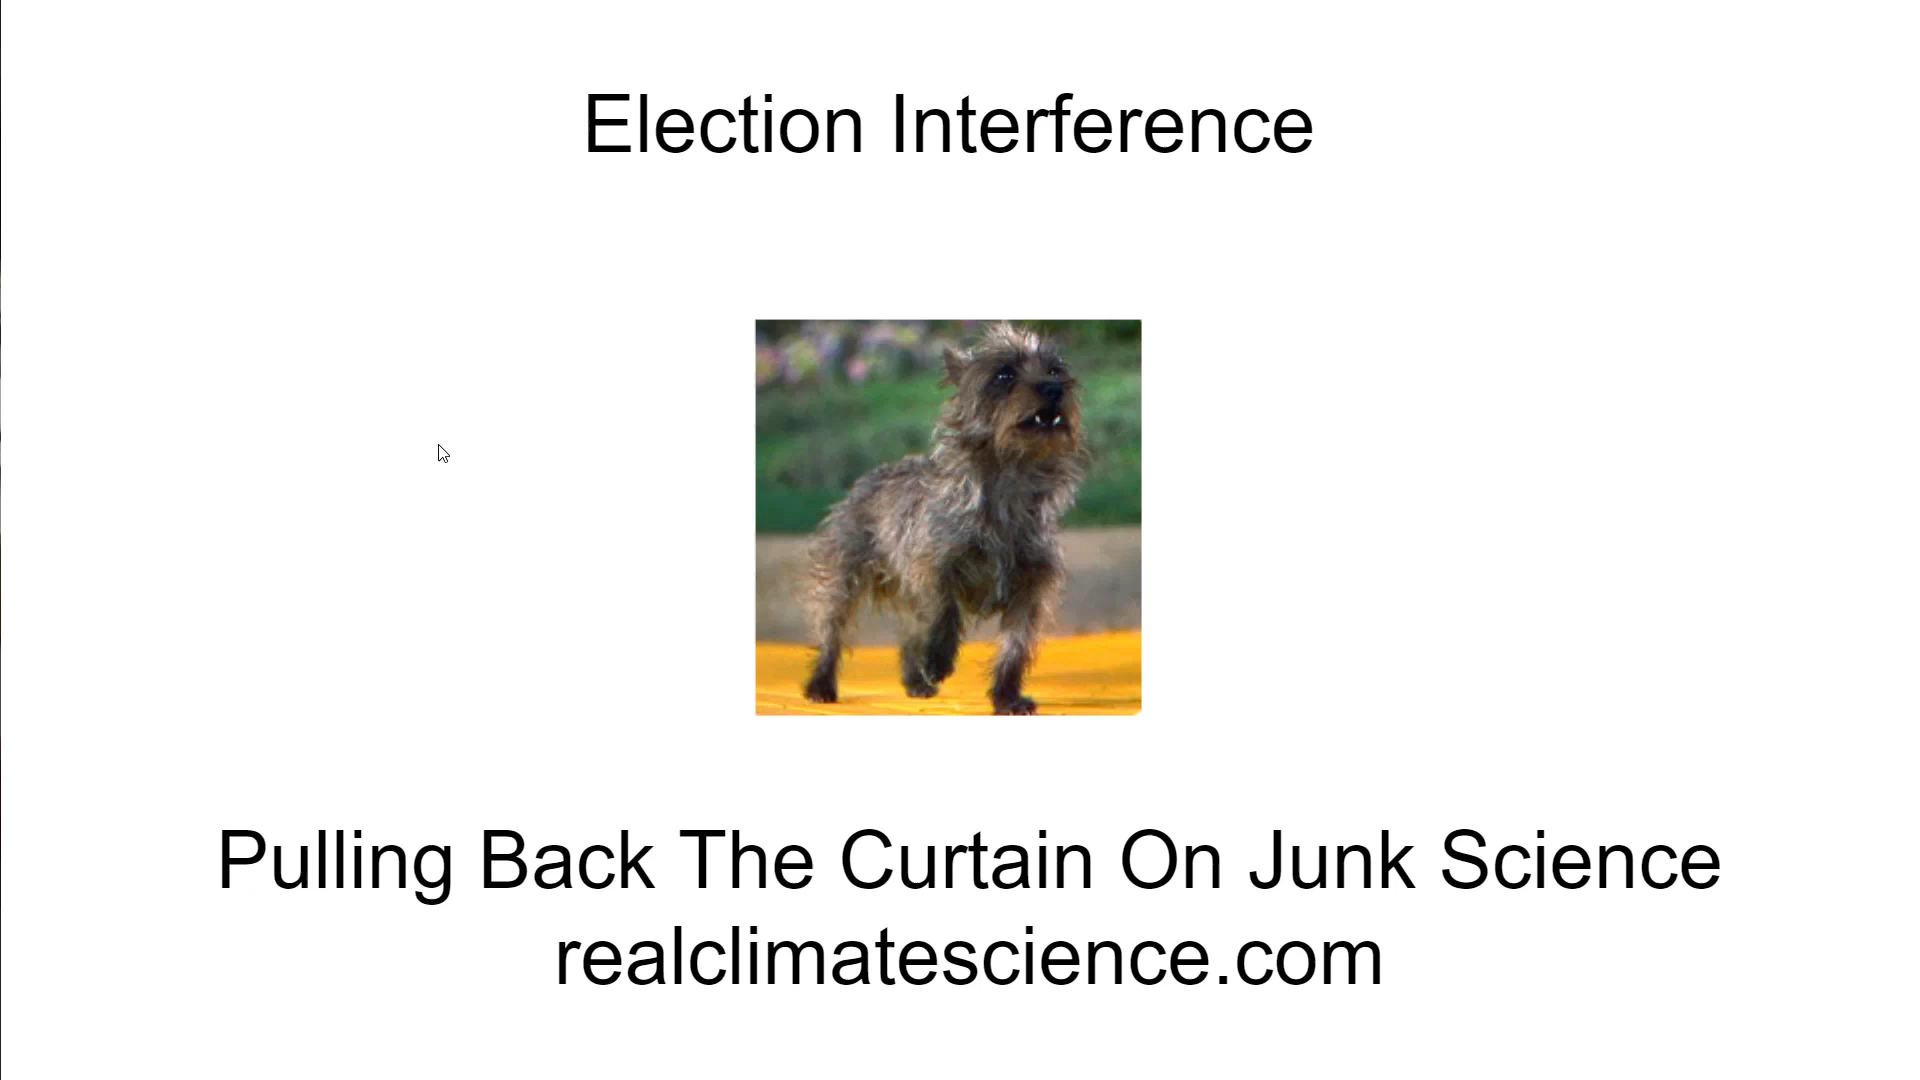 Election Interference
Pulling Back The Curtain On Junk Science
realclimatescience.com